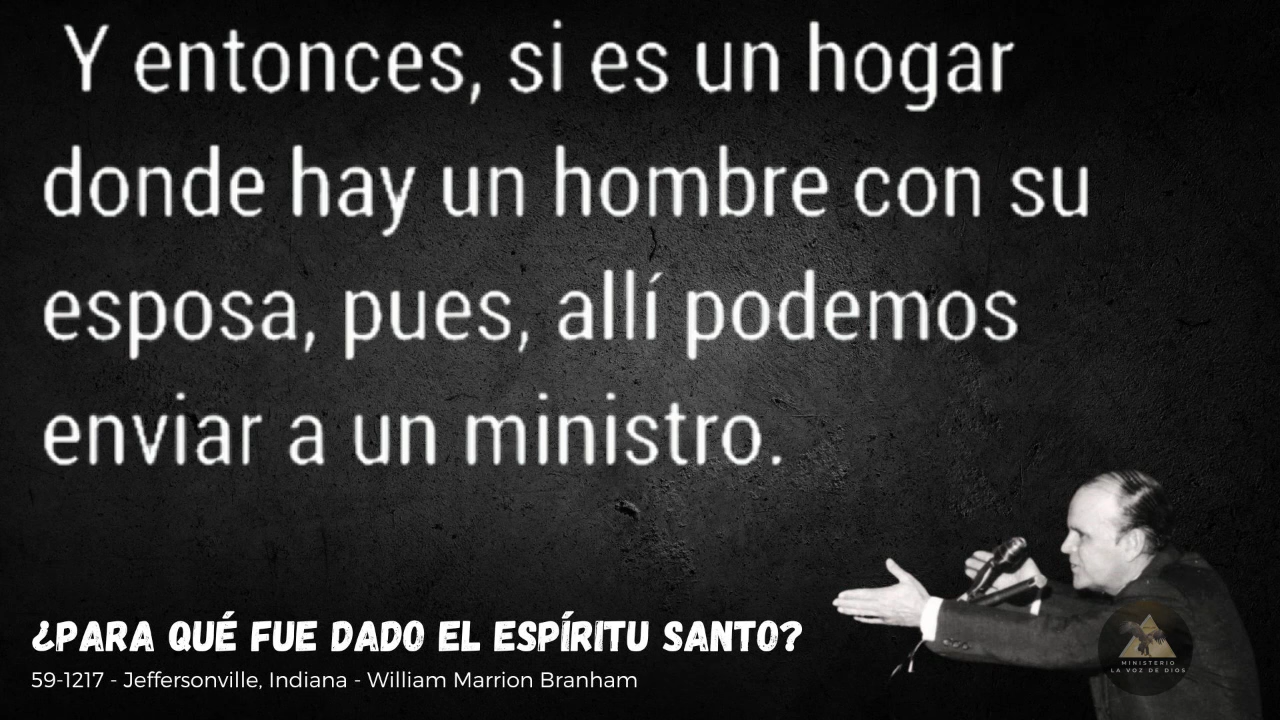 Y entonces, si es un hogar
donde hay un hombre con su
esposa, pues, allí podemos
enviar a un ministro.
¿PARA QUÉ FUE DADO EL ESPÍRITU SANTO?
59-1217 - Jeffersonville, Indiana - William Marrion Branham
MINISTERIO
LA VOZ DE DIOS